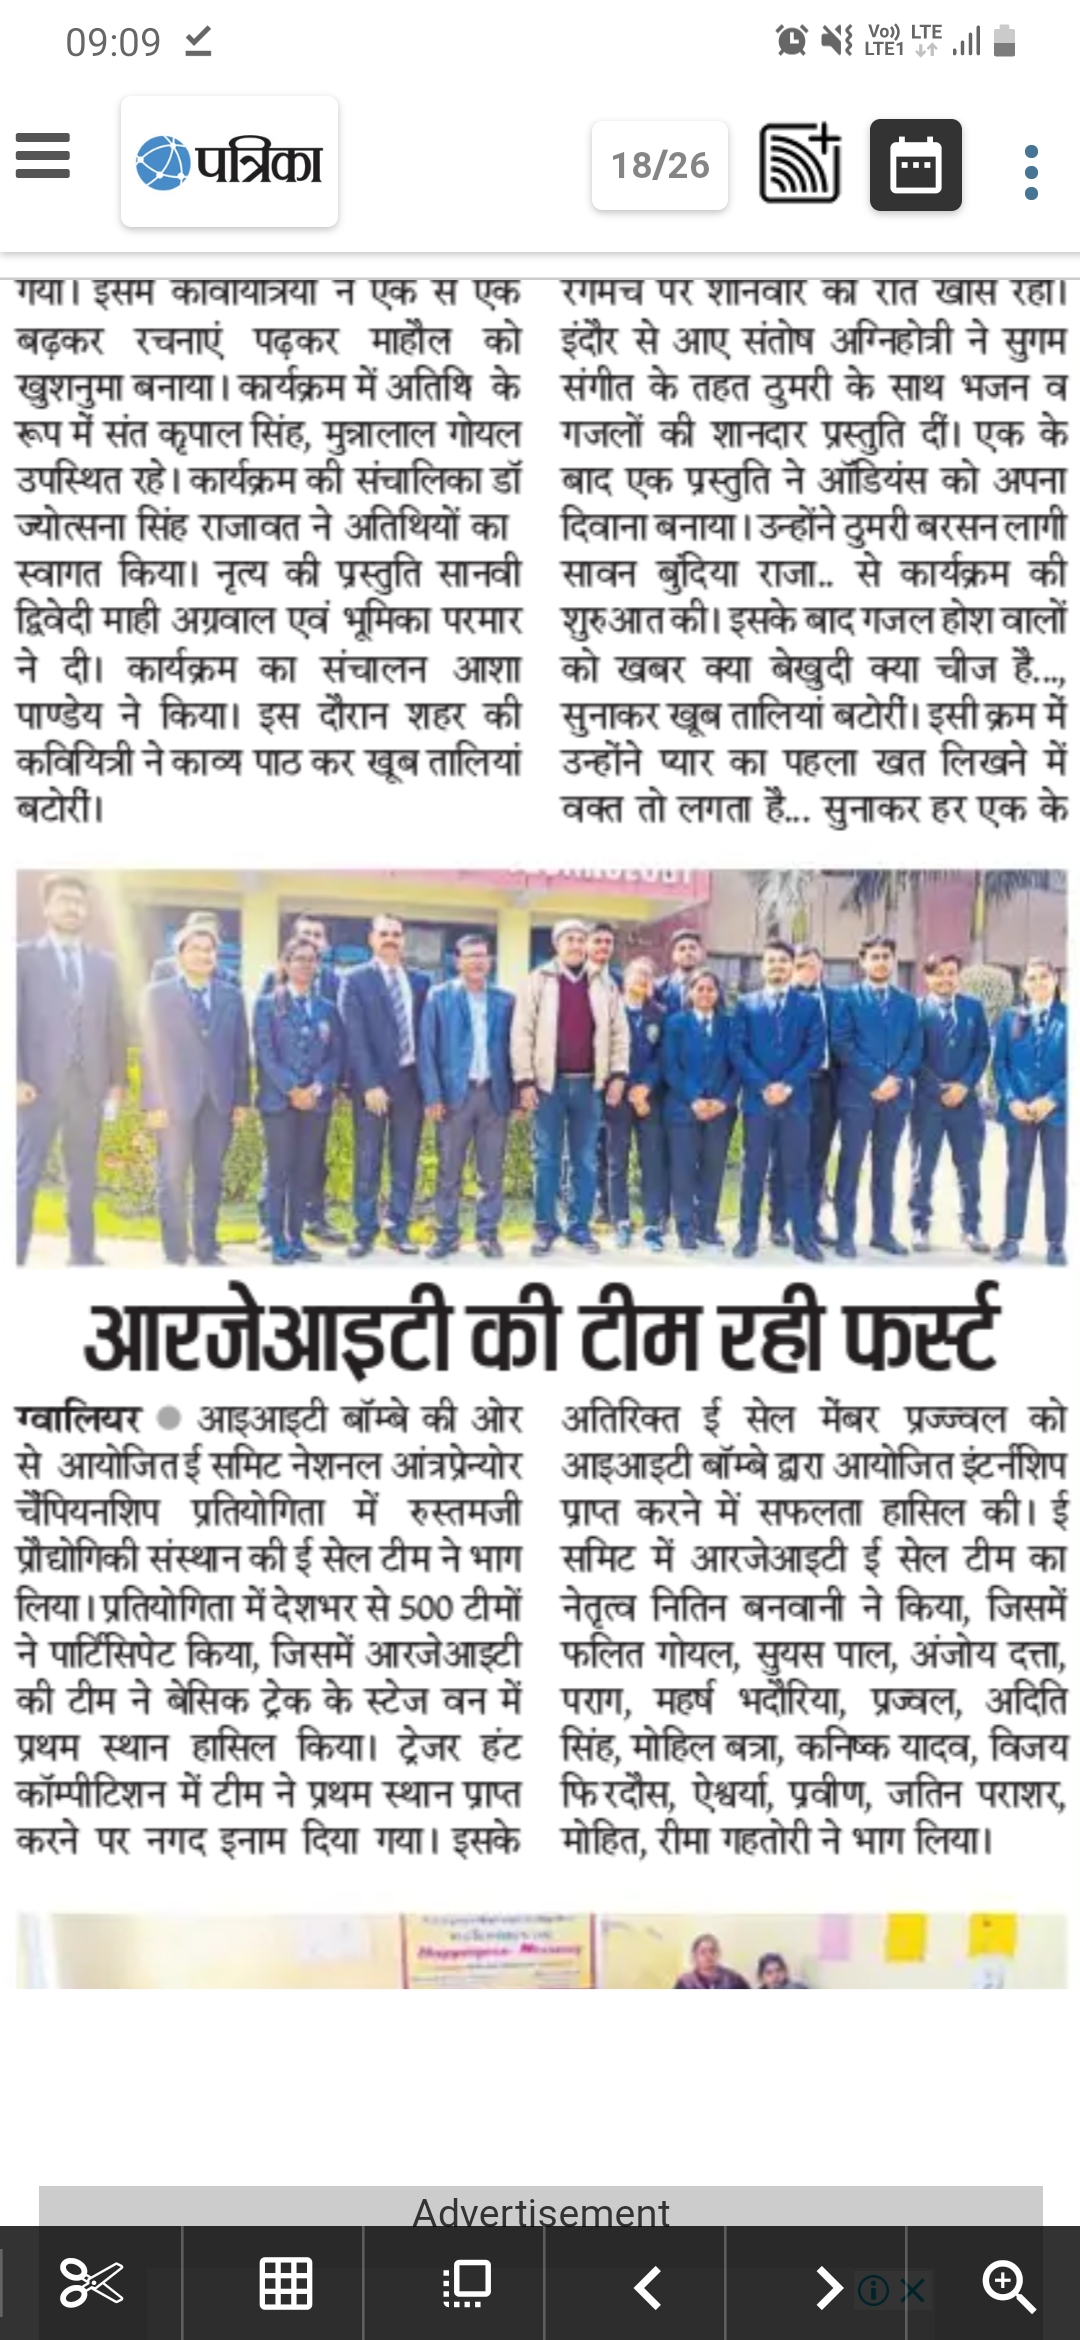 09:09
Vo)) LTE
LTE1
पत्रिका
18/26
गया। इसमें कवियित्रियों ने एक से एक
बढ़कर रचनाएं पढ़कर माहौल को
खुशनुमा बनाया। कार्यक्रम में अतिथि के
रूप में संत कृपाल सिंह, मुन्नालाल गोयल
उपस्थित रहे। कार्यक्रम की संचालिका डॉ
ज्योत्सना सिंह राजावत ने अतिथियों का
स्वागत किया। नृत्य की प्रस्तुति सानवी
द्विवेदी माही अग्रवाल एवं भूमिका परमार
ने दी। कार्यक्रम का संचालन आशा
पाण्डेय ने किया। इस दौरान शहर की
कवियित्री ने काव्य पाठ कर खूब तालियां
बटोरीं।
रंगमंच पर शनिवार की रात खास रही।
इंदौर से आए संतोष अग्निहोत्री ने सुगम
संगीत के तहत ठुमरी के साथ भजन व
गजलों की शानदार प्रस्तुति दीं। एक के
बाद एक प्रस्तुति ने ऑडियंस को अपना
दिवाना बनाया। उन्होंने ठुमरी बरसन लागी
सावन बुंदिया राजा.. से कार्यक्रम की
शुरुआत की। इसके बाद गजल होश वालों
को खबर क्या बेखुदी क्या चीज है...,
सुनाकर खूब तालियां बटोरीं। इसी क्रम में
उन्होंने प्यार का पहला खत लिखने में
वक्त तो लगता है... सुनाकर हर एक के
आरजेआइटी की टीम रही फर्स्ट
ग्वालियर ● आइआइटी बॉम्बे की ओर
से आयोजित ई समिट नेशनल आंत्रप्रेन्योर
चैंपियनशिप प्रतियोगिता में रुस्तमजी
प्रौद्योगिकी संस्थान की ई सेल टीम ने भाग
लिया। प्रतियोगिता में देशभर से 500 टीमों
ने पार्टिसिपेट किया, जिसमें आरजेआइटी
की टीम ने बेसिक ट्रेक के स्टेज वन में
प्रथम स्थान हासिल किया। ट्रेजर हंट
कॉम्पीटिशन में टीम ने प्रथम स्थान प्राप्त
करने पर नगद इनाम दिया गया। इसके
अतिरिक्त ई सेल मेंबर प्रज्ज्वल को
आइआइटी बॉम्बे द्वारा आयोजित इंटर्नशिप
प्राप्त करने में सफलता हासिल की। ई
समिट में आरजेआइटी ई सेल टीम का
नेतृत्व नितिन बनवानी ने किया, जिसमें
फलित गोयल, सुयस पाल, अंजोय दत्ता,
पराग, महर्ष भदौरिया, प्रज्वल, अदिति
सिंह, मोहिल बत्रा, कनिष्क यादव, विजय
फिरदौस, ऐश्वर्या, प्रवीण, जतिन पराशर,
मोहित, रीमा गहतोरी ने भाग लिया।
Advertisement